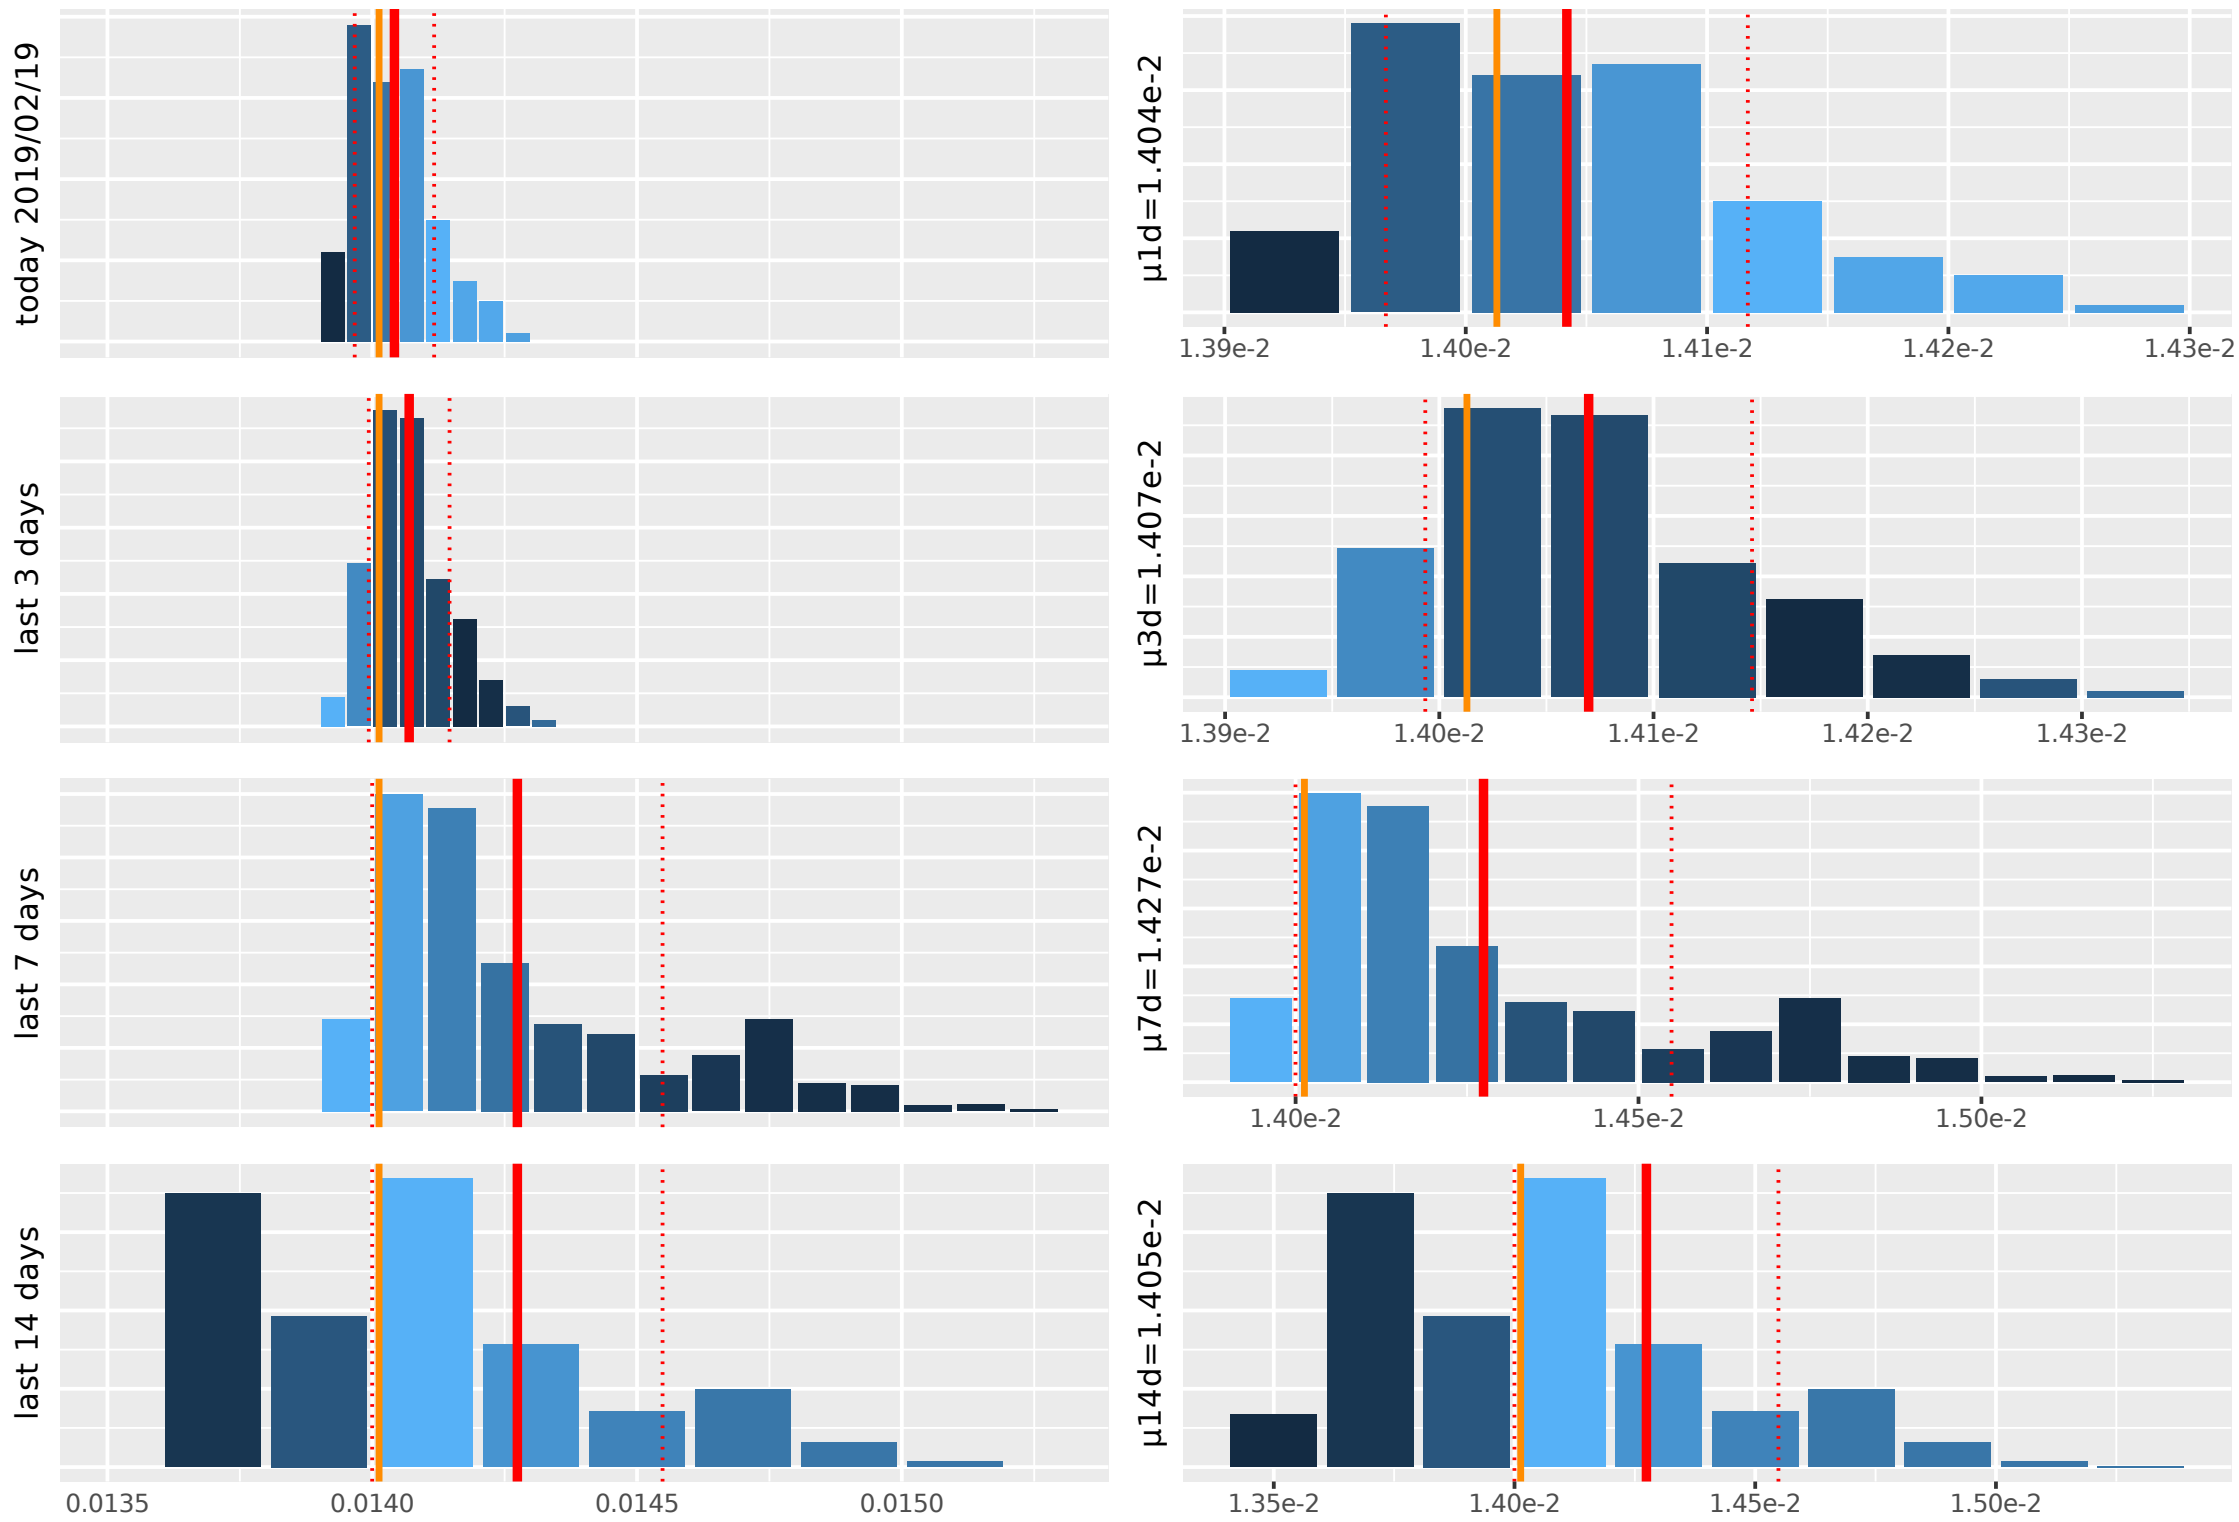 today 2019/02/19
µ1d=1.404e-2
1.39e-2 1.40e-2 1.41e-2 1.42e-2 1.43e-2
last 3 days
µ3d=1.407e-2
1.39e-2 1.40e-2 1.41e-2 1.42e-2 1.43e-2
last 7 days
µ7d=1.427e-2
1.40e-2 1.45e-2 1.50e-2
last 14 days
µ14d=1.405e-2
0.0135 0.0140 0.0145 0.0150
1.35e-2 1.40e-2 1.45e-2 1.50e-2